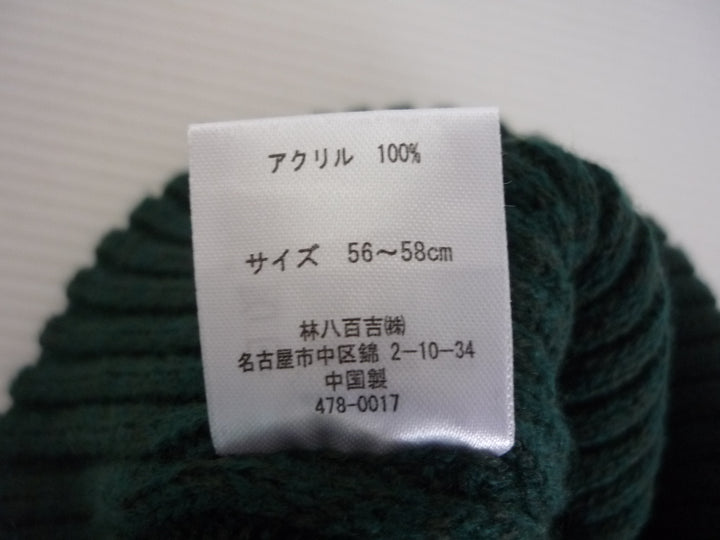 アクリル 100%
サイズ 56～58cm
林八百吉㈱
名古屋市中区錦 2-10-34
中国製
478-0017